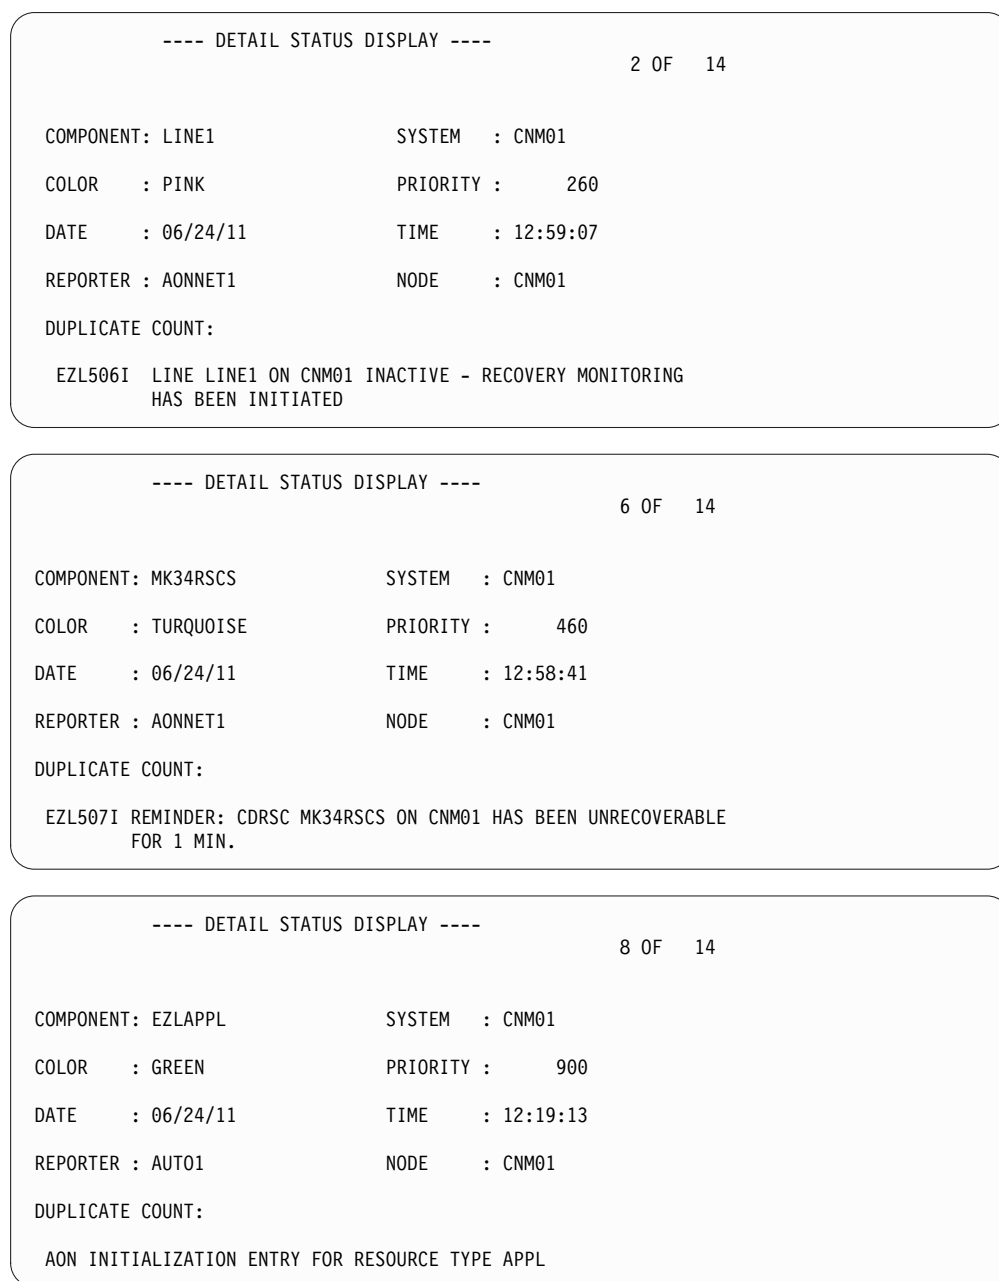 ---- DETAIL STATUS DISPLAY ----
2 OF   14
COMPONENT: LINE1                 SYSTEM   : CNM01
COLOR    : PINK                  PRIORITY :      260
DATE     : 06/24/11              TIME     : 12:59:07
REPORTER : AONNET1               NODE     : CNM01
DUPLICATE COUNT:
EZL506I  LINE LINE1 ON CNM01 INACTIVE - RECOVERY MONITORING
HAS BEEN INITIATED
---- DETAIL STATUS DISPLAY ----
6 OF   14
COMPONENT: MK34RSCS              SYSTEM   : CNM01
COLOR    : TURQUOISE             PRIORITY :      460
DATE     : 06/24/11              TIME     : 12:58:41
REPORTER : AONNET1               NODE     : CNM01
DUPLICATE COUNT:
EZL507I REMINDER: CDRSC MK34RSCS ON CNM01 HAS BEEN UNRECOVERABLE
FOR 1 MIN.
---- DETAIL STATUS DISPLAY ----
8 OF   14
COMPONENT: EZLAPPL               SYSTEM   : CNM01
COLOR    : GREEN                 PRIORITY :      900
DATE     : 06/24/11              TIME     : 12:19:13
REPORTER : AUTO1                 NODE     : CNM01
DUPLICATE COUNT:
AON INITIALIZATION ENTRY FOR RESOURCE TYPE APPL